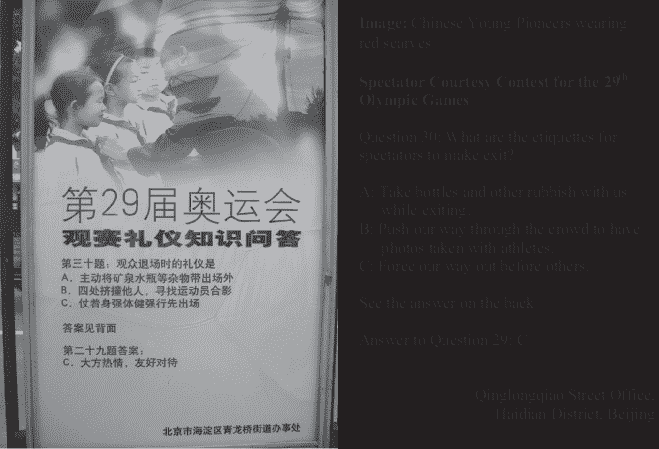 第29届奥运会
观赛礼仪知识问答
第三十题：观众退场时的礼仪是
A．主动将矿泉水瓶等杂物带出场外
B．四处挤撞他人，寻找运动员合影
C．仗着身强体健强行先出场
答案见背面
第二十九题答案：
C．大方热情，友好对待
北京市海淀区青龙桥街道办事处
Image: Chinese Young Pioneers wearing
red scarves
Spectator Courtesy Contest for the 29th
Olympic Games
Question 30: What are the etiquettes for
spectators to make exit?
A: Take bottles and other rubbish with us
while exiting.
B: Push our way through the crowd to have
photos taken with athletes.
C: Force our way out before others.
See the answer on the back
Answer to Question 29: C
Qinglongqiao Street Office,
Haidian District, Beijing